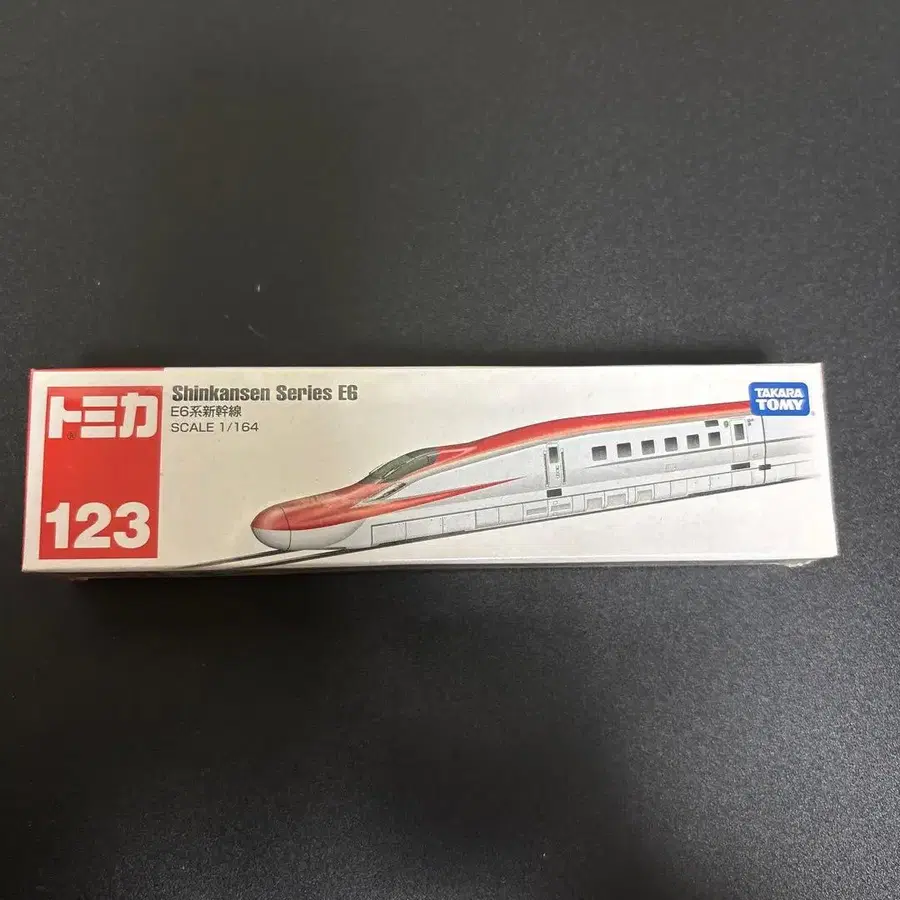 トミカ
®
123
Shinkansen Series E6
E6系新幹線
SCALE 1/164
TAKARA
TOMY